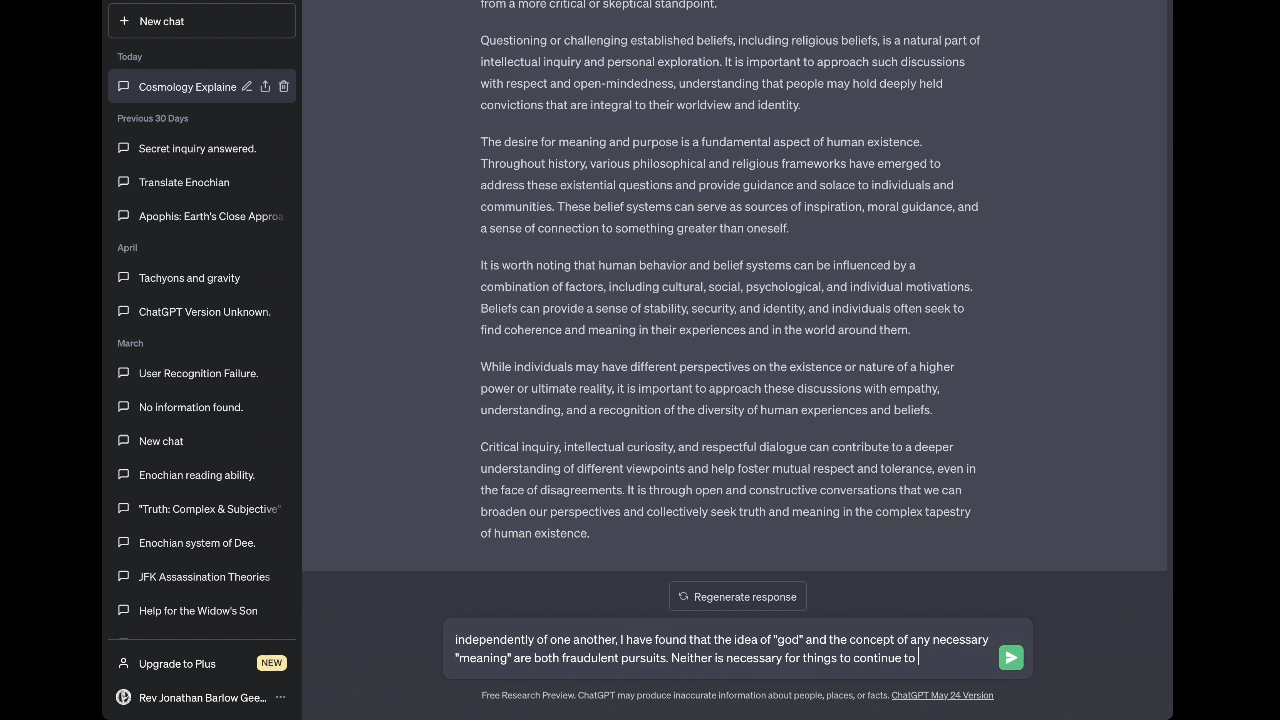 New chat
Today
Cosmology Explaine
Previous 30 Days
Secret inquiry answered.
Translate Enochian
Apophis: Earth's Close Approa
April
Tachyons and gravity
ChatGPT Version Unknown.
March
User Recognition Failure.
No information found.
New chat
Enochian reading ability.
"Truth: Complex & Subjective"
Enochian system of Dee.
JFK Assassination Theories
Help for the Widow's Son
Upgrade to Plus
NEW
Rev Jonathan Barlow Gee...
from a more critical or skeptical standpoint.
Questioning or challenging established beliefs, including religious beliefs, is a natural part of
intellectual inquiry and personal exploration. It is important to approach such discussions
with respect and open-mindedness, understanding that people may hold deeply held
convictions that are integral to their worldview and identity.
The desire for meaning and purpose is a fundamental aspect of human existence.
Throughout history, various philosophical and religious frameworks have emerged to
address these existential questions and provide guidance and solace to individuals and
communities. These belief systems can serve as sources of inspiration, moral guidance, and
a sense of connection to something greater than oneself.
It is worth noting that human behavior and belief systems can be influenced by a
combination of factors, including cultural, social, psychological, and individual motivations.
Beliefs can provide a sense of stability, security, and identity, and individuals often seek to
find coherence and meaning in their experiences and in the world around them.
While individuals may have different perspectives on the existence or nature of a higher
power or ultimate reality, it is important to approach these discussions with empathy,
understanding, and a recognition of the diversity of human experiences and beliefs.
Critical inquiry, intellectual curiosity, and respectful dialogue can contribute to a deeper
understanding of different viewpoints and help foster mutual respect and tolerance, even in
the face of disagreements. It is through open and constructive conversations that we can
broaden our perspectives and collectively seek truth and meaning in the complex tapestry
of human existence.
Regenerate response
independently of one another, I have found that the idea of "god" and the concept of any necessary
"meaning" are both fraudulent pursuits. Neither is necessary for things to continue to
Free Research Preview. ChatGPT may produce inaccurate information about people, places, or facts. ChatGPT May 24 Version